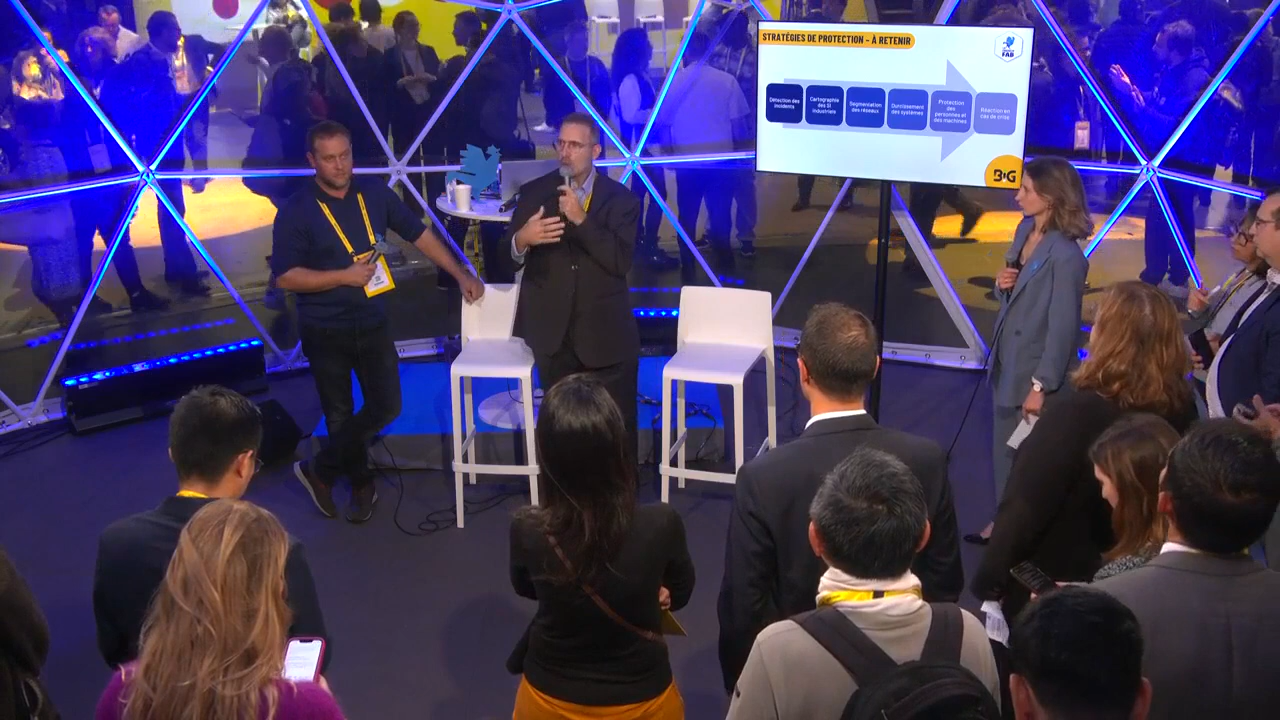 STRATÉGIES DE PROTECTION – À RETENIR
FAB
Détection des
incidents
Cartographie
des SI
industriels
Segmentation
des réseaux
Durcissement
des systèmes
Protection
des
personnes et
des machines
Réaction en
cas de crise